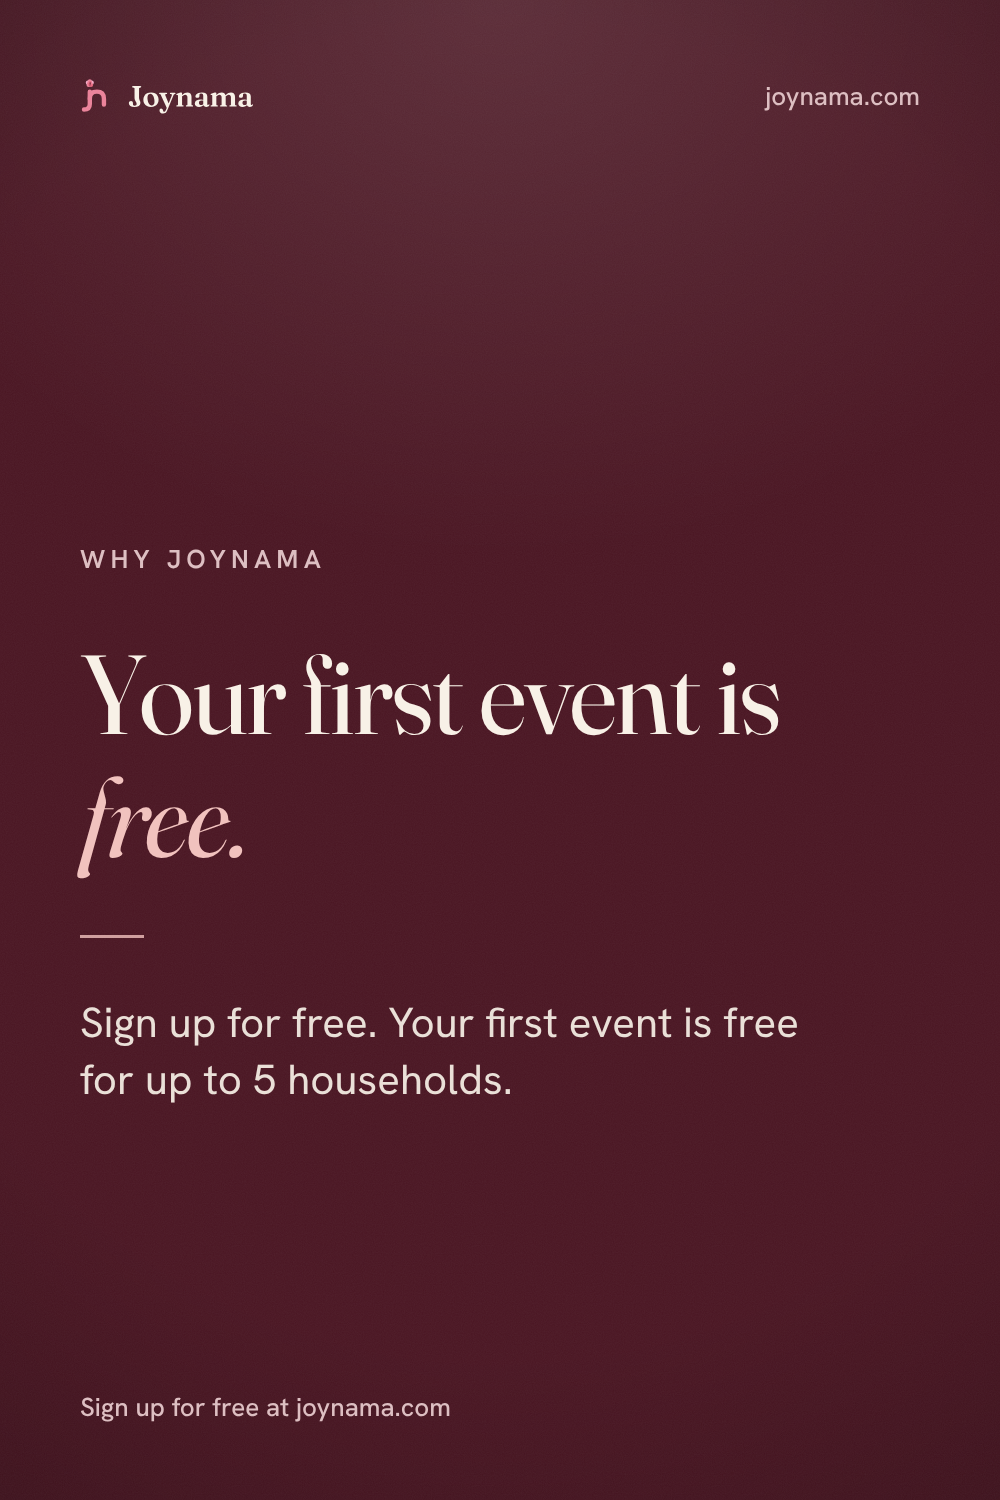 Joynama
joynama.com
WHY JOYNAMA
Your first event is
free.
Sign up for free. Your first event is free
for up to 5 households.
Sign up for free at joynama.com